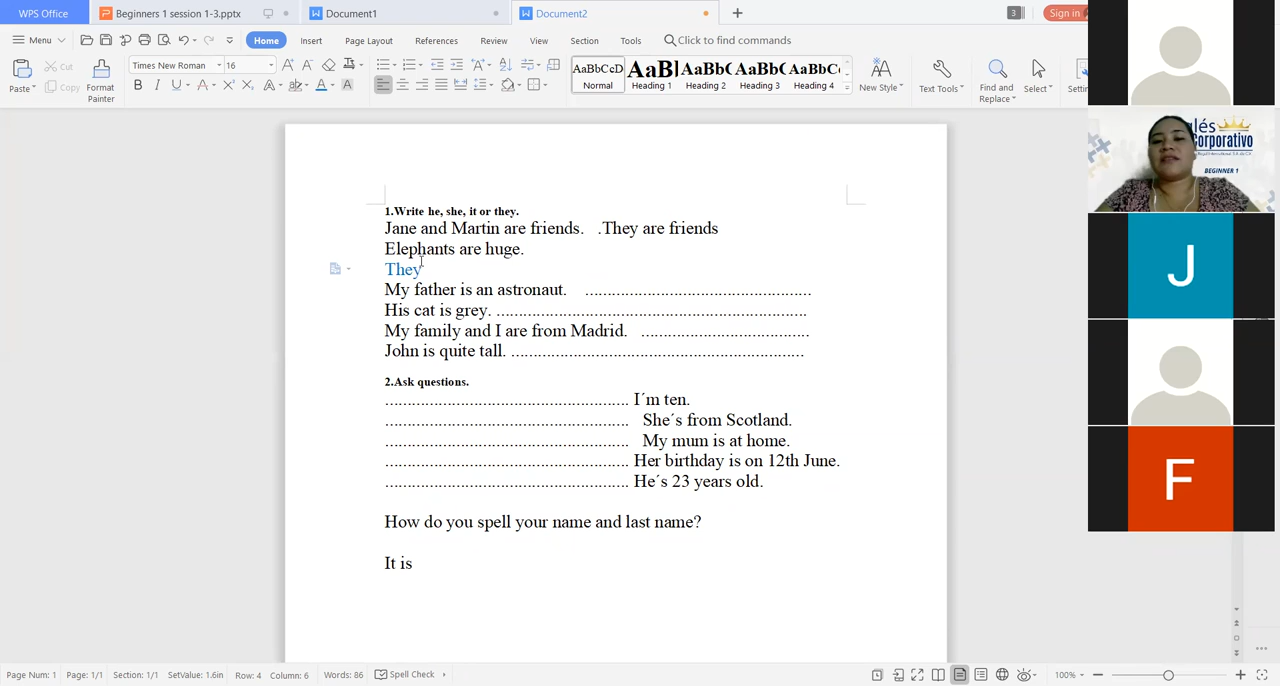 WPS Office
Beginners 1 session 1-3.pptx
Document1
Document2
3
Sign in
Menu
Home
Insert
Page Layout
References
Review
View
Section
Tools
Click to find commands
Paste
Cut
Copy
Format Painter
Times New Roman
16
AaBbCcD
Normal
AaBl
Heading 1
AaBb(
Heading 2
AaBb(
Heading 3
AaBbC
Heading 4
New Style
Text Tools
Find and Replace
Select
1.Write he, she, it or they.
Jane and Martin are friends. .They are friends
Elephants are huge.
They
My father is an astronaut. ..................................................
His cat is grey. .....................................................................
My family and I are from Madrid. .....................................
John is quite tall. .................................................................
2.Ask questions.
...................................................... I´m ten.
...................................................... She´s from Scotland.
...................................................... My mum is at home.
...................................................... Her birthday is on 12th June.
...................................................... He´s 23 years old.
How do you spell your name and last name?
It is
glés
Corporativo
BEGINNER 1
J
F
Page Num: 1
Page: 1/1
Section: 1/1
SetValue: 1.6in
Row: 4
Column: 6
Words: 86
Spell Check
100%